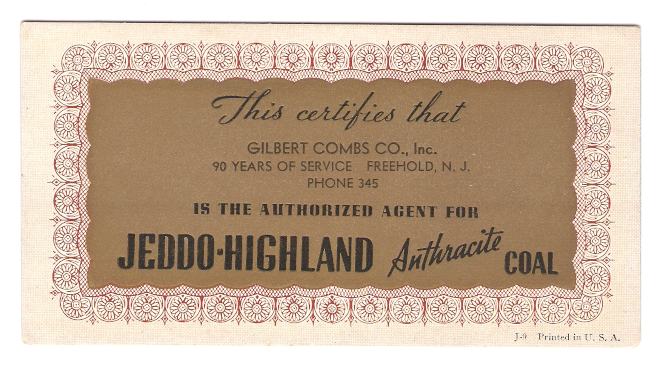 This certifies that
GILBERT COMBS CO., Inc.
90 YEARS OF SERVICE FREEHOLD, N. J.
PHONE 345
IS THE AUTHORIZED AGENT FOR
JEDDO-HIGHLAND Anthracite COAL
J-9 Printed in U. S. A.